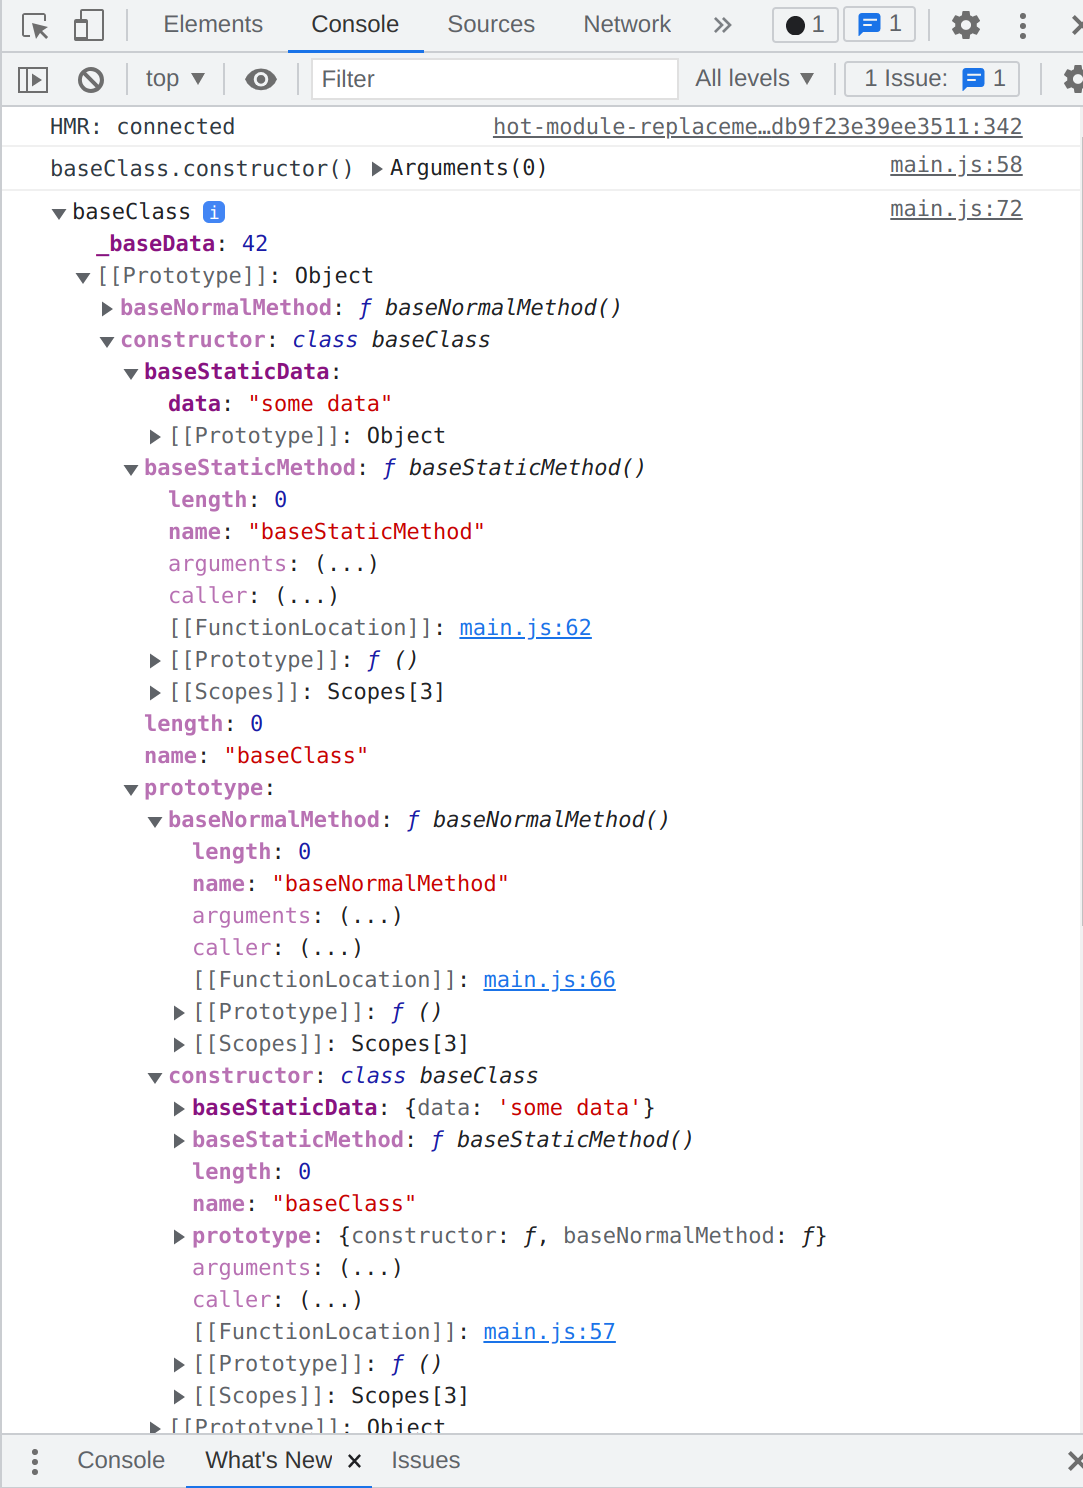 Elements Console Sources Network 1 1
top Filter All levels 1 Issue: 1
HMR: connected hot-module-replaceme…db9f23e39ee3511:342
baseClass.constructor() Arguments(0) main.js:58
baseClass i main.js:72
_baseData: 42
[[Prototype]]: Object
baseNormalMethod: ƒ baseNormalMethod()
constructor: class baseClass
baseStaticData:
data: "some data"
[[Prototype]]: Object
baseStaticMethod: ƒ baseStaticMethod()
length: 0
name: "baseStaticMethod"
arguments: (...)
caller: (...)
[[FunctionLocation]]: main.js:62
[[Prototype]]: ƒ ()
[[Scopes]]: Scopes[3]
length: 0
name: "baseClass"
prototype:
baseNormalMethod: ƒ baseNormalMethod()
length: 0
name: "baseNormalMethod"
arguments: (...)
caller: (...)
[[FunctionLocation]]: main.js:66
[[Prototype]]: ƒ ()
[[Scopes]]: Scopes[3]
constructor: class baseClass
baseStaticData: {data: 'some data'}
baseStaticMethod: ƒ baseStaticMethod()
length: 0
name: "baseClass"
prototype: {constructor: ƒ, baseNormalMethod: ƒ}
arguments: (...)
caller: (...)
[[FunctionLocation]]: main.js:57
[[Prototype]]: ƒ ()
[[Scopes]]: Scopes[3]
[[Prototype]]: Object
Console What's New Issues